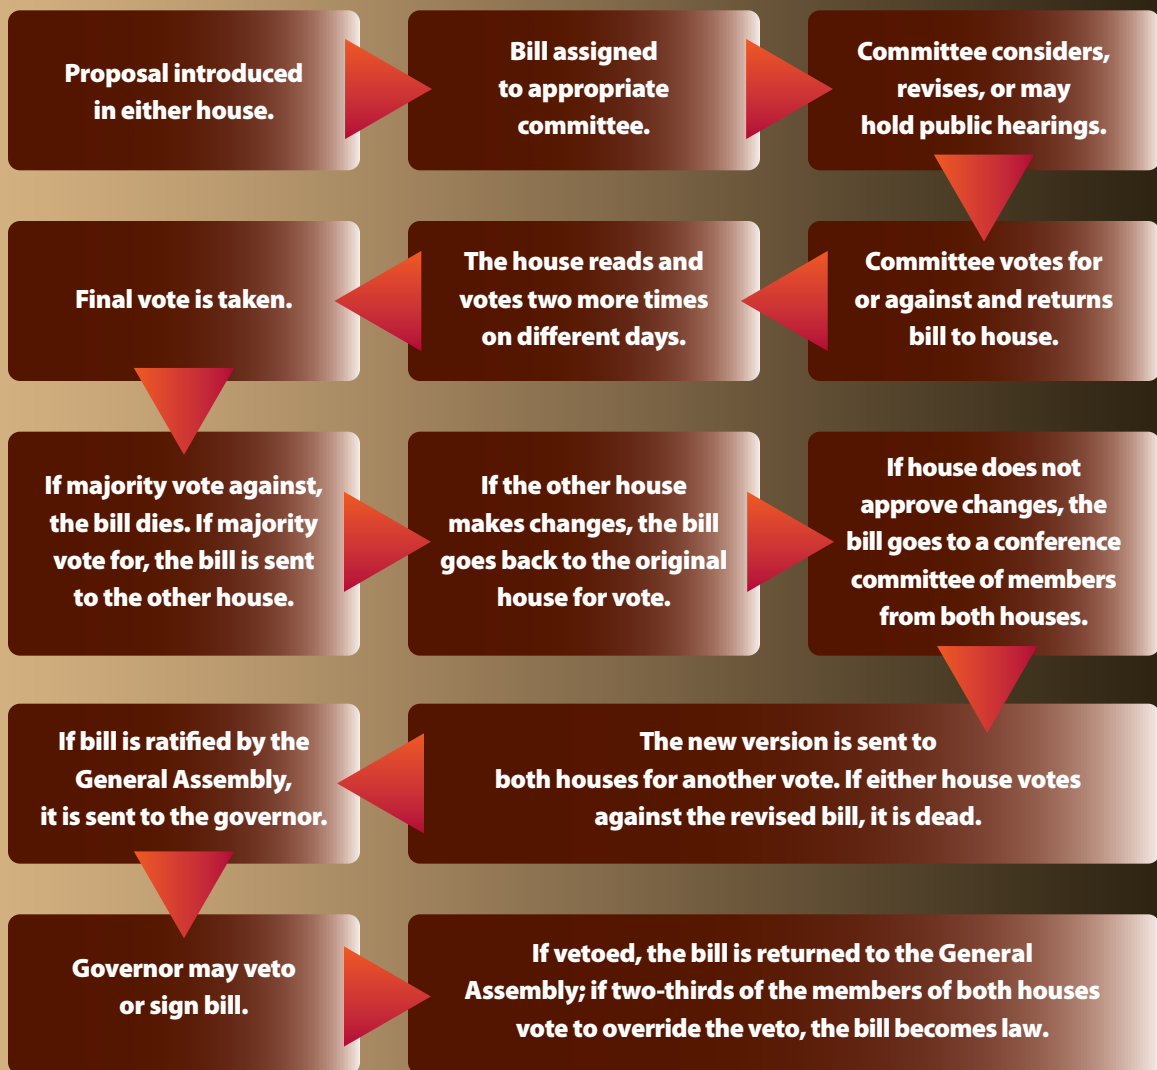 Proposal introduced
in either house.
Bill assigned
to appropriate
committee.
Committee considers,
revises, or may
hold public hearings.
Committee votes for
or against and returns
bill to house.
The house reads and
votes two more times
on different days.
Final vote is taken.
If majority vote against,
the bill dies. If majority
vote for, the bill is sent
to the other house.
If the other house
makes changes, the bill
goes back to the original
house for vote.
If house does not
approve changes, the
bill goes to a conference
committee of members
from both houses.
The new version is sent to
both houses for another vote. If either house votes
against the revised bill, it is dead.
If bill is ratified by the
General Assembly,
it is sent to the governor.
Governor may veto
or sign bill.
If vetoed, the bill is returned to the General
Assembly; if two-thirds of the members of both houses
vote to override the veto, the bill becomes law.